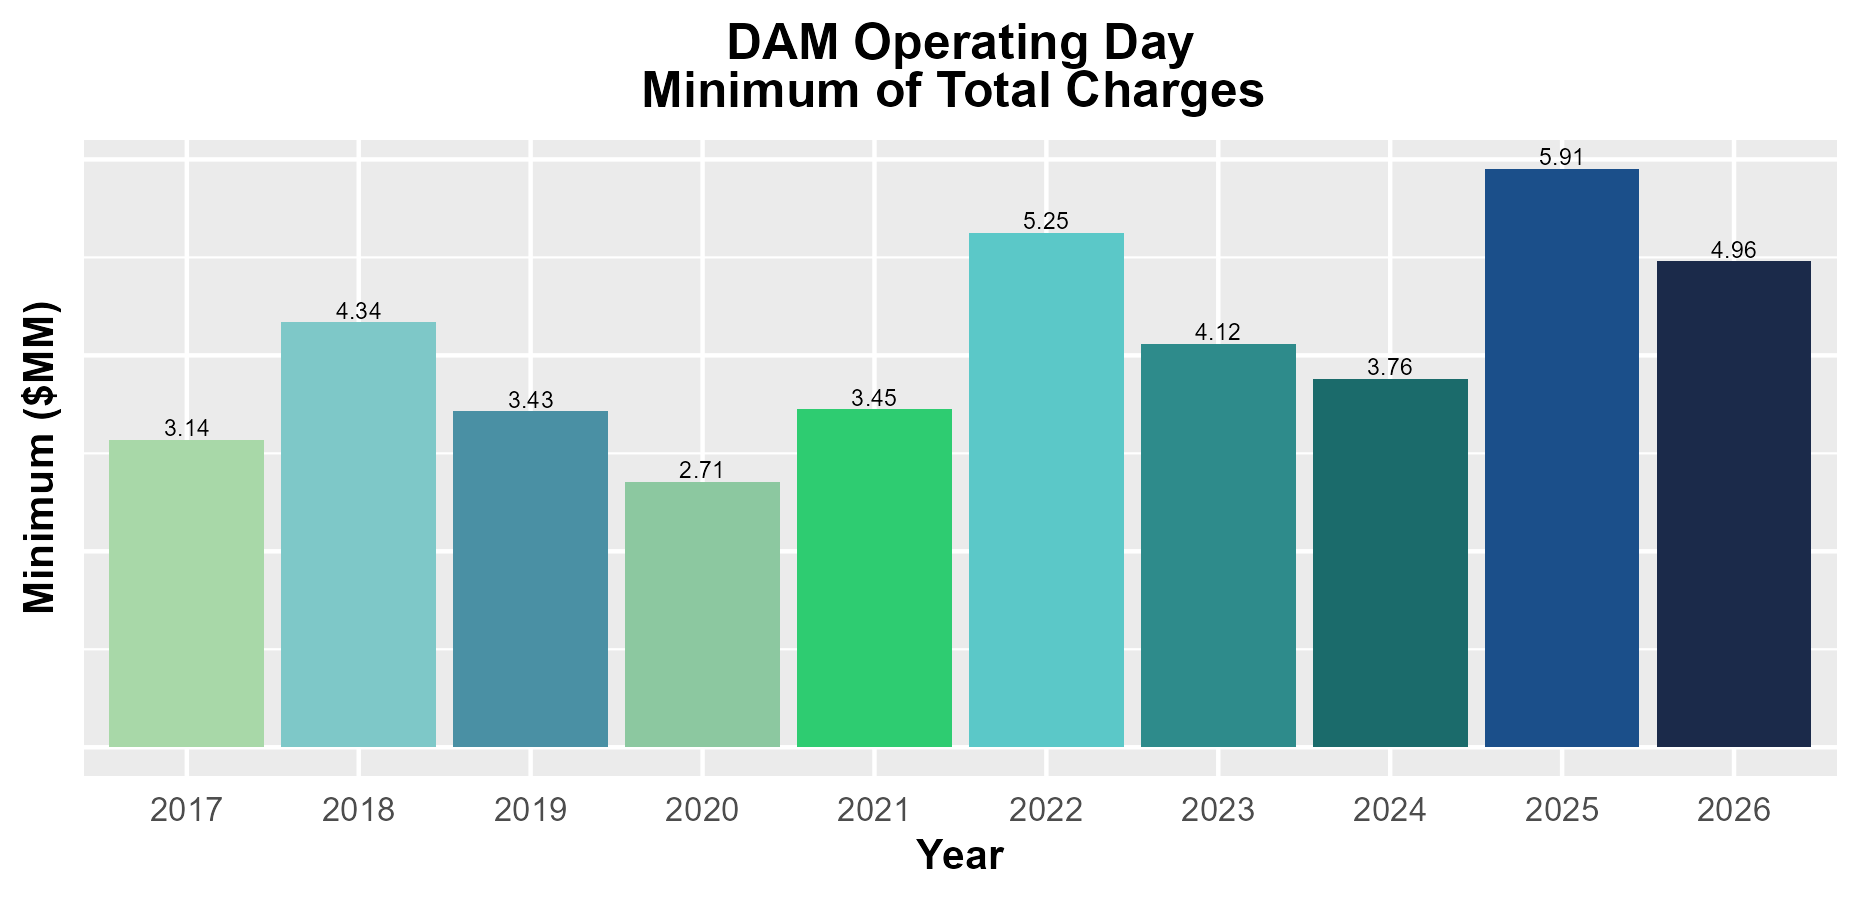 DAM Operating Day
Minimum of Total Charges
Minimum ($MM)
3.14
4.34
3.43
2.71
3.45
5.25
4.12
3.76
5.91
4.96
2017 2018 2019 2020 2021 2022 2023 2024 2025 2026
Year